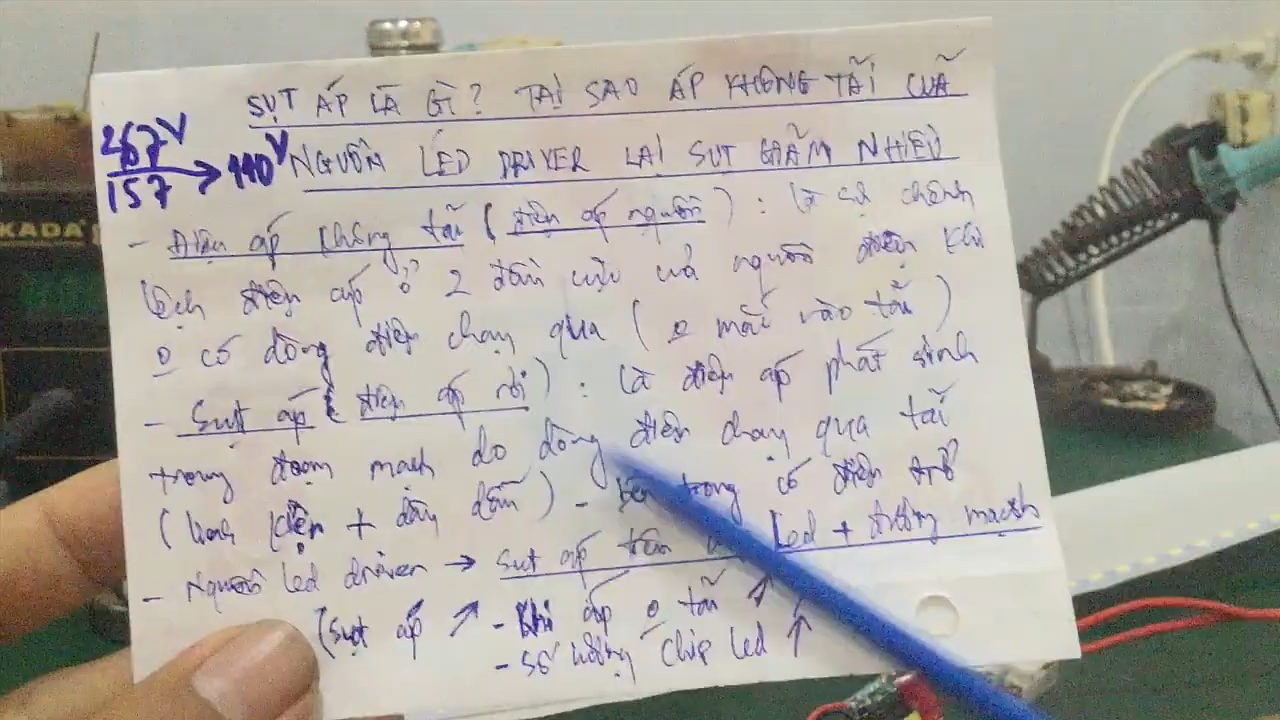 SỤT ÁP LÀ GÌ? TẠI SAO ÁP KHÔNG TẢI CUẢ
267V
157 → 110V
NGUỒN LED DRIVER LẠI SỤT GIẢM NHIỀU
- Điện áp không tải (điện áp nguồn): là sự chênh
lệch điện áp ở 2 đầu cực của nguồn điện khi
o có dòng điện chạy qua (o mắc vào tải)
- Sụt áp (điện áp rơi): là điện áp phát sinh
trong đoạn mạch do dòng điện chạy qua tải
(linh kiện + dây dẫn) - bên trong có điện trở
- Nguồn led driver → Sụt áp trên led + đường mạch
(Sụt áp ↗ - Khi áp o tải ↑
- Số lượng chip led ↑
KADA